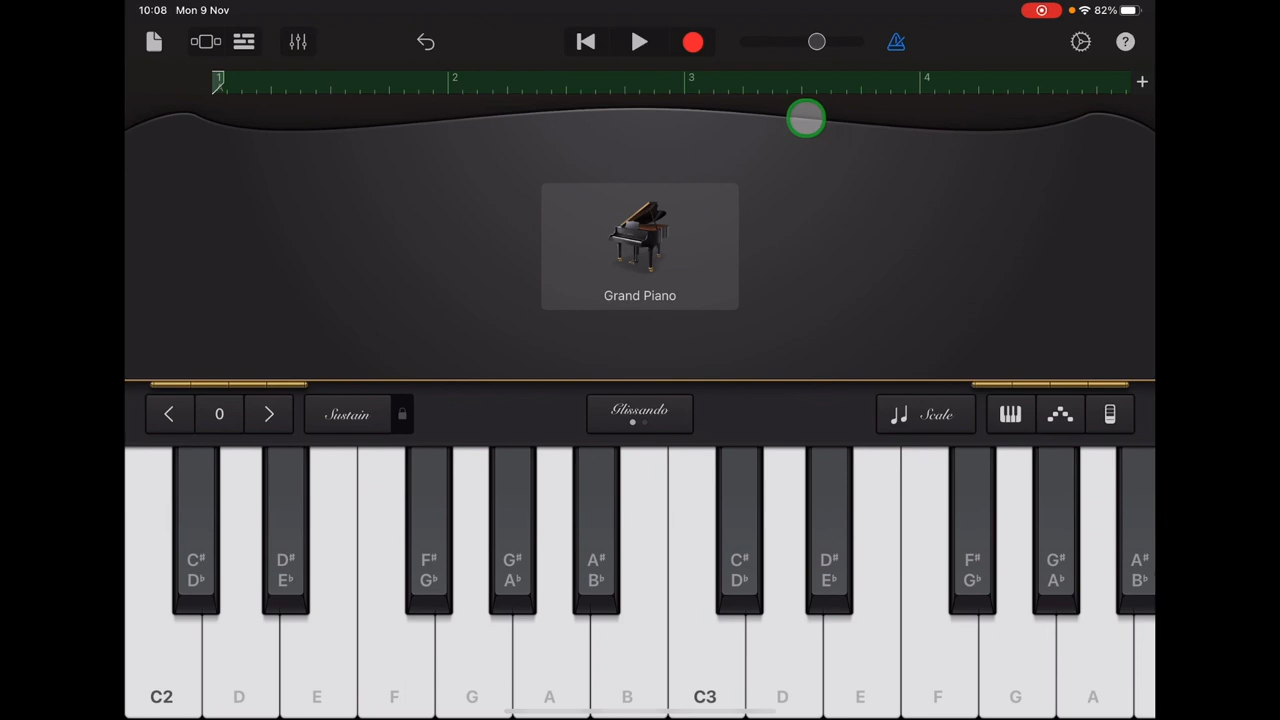 10:08 Mon 9 Nov 82%
?
1 2 3 4 +
Grand Piano
0 Sustain Glissando Scale
C♯ D♯ F♯ G♯ A♯ C♯ D♯ F♯ G♯ A♯
D♭ E♭ G♭ A♭ B♭ D♭ E♭ G♭ A♭ B♭
C2 D E F G A B C3 D E F G A